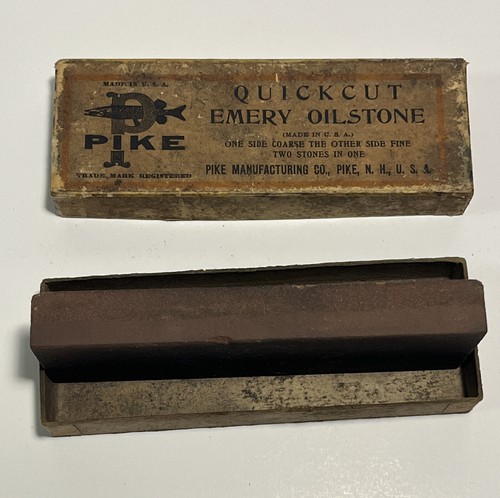 MADE IN U. S. A.
P
PIKE
TRADE MARK REGISTERED
QUICKCUT
EMERY OILSTONE
(MADE IN U. S. A.)
ONE SIDE COARSE THE OTHER SIDE FINE
TWO STONES IN ONE
PIKE MANUFACTURING CO., PIKE, N. H., U. S. A.